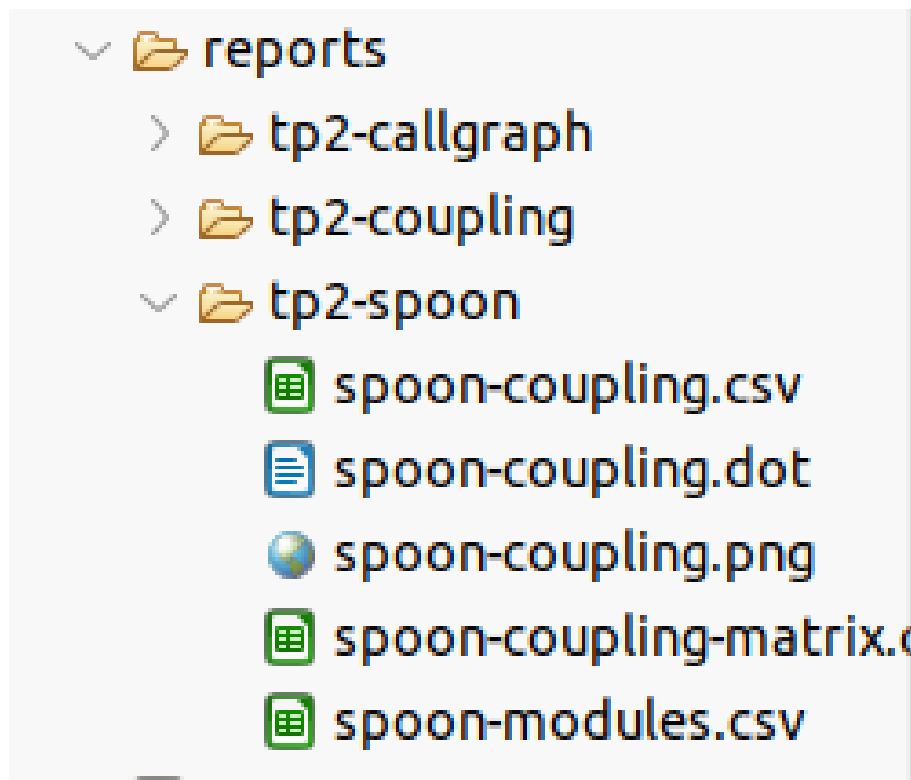 reports
tp2-callgraph
tp2-coupling
tp2-spoon
spoon-coupling.csv
spoon-coupling.dot
spoon-coupling.png
spoon-coupling-matrix.c
spoon-modules.csv